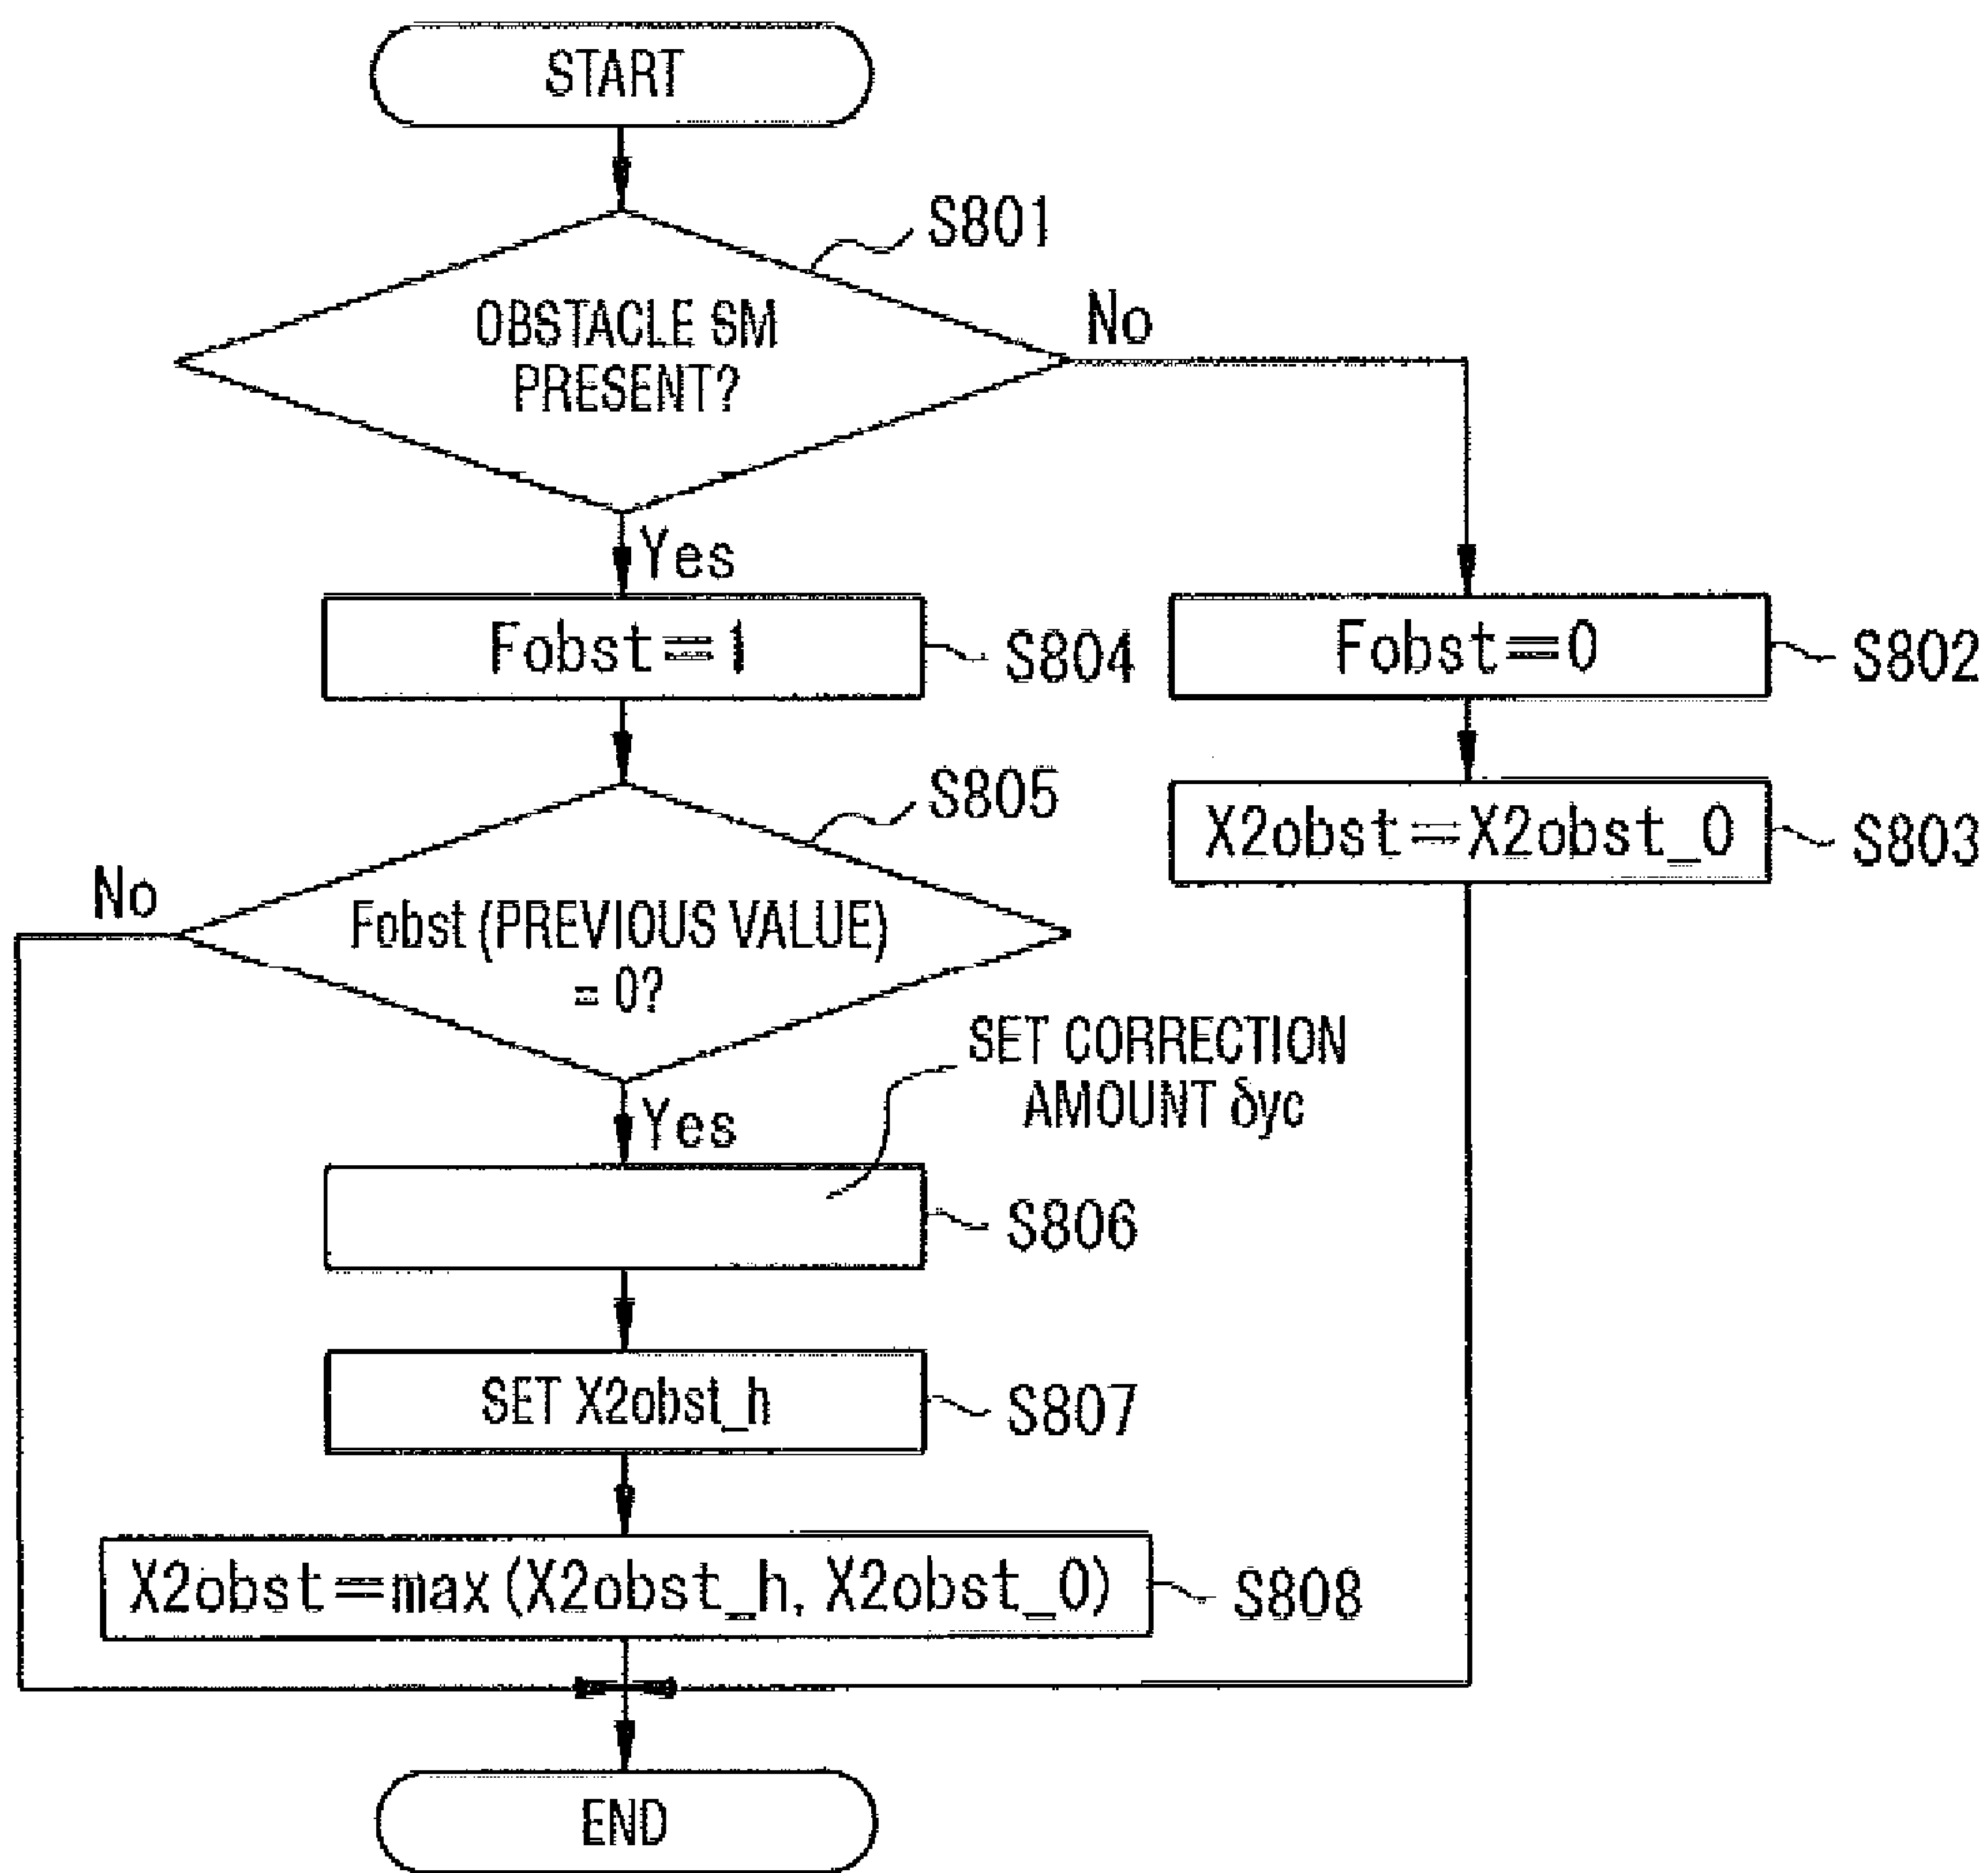 START
S801
OBSTACLE SM
PRESENT?
No
Yes
Fobst=1
S804
Fobst=0
S802
S805
X2obst=X2obst_0
S803
No
Fobst (PREVIOUS VALUE)
= 0?
SET CORRECTION
AMOUNT δyc
Yes
S806
SET X2obst_h
S807
X2obst=max (X2obst_h, X2obst_0)
S808
END